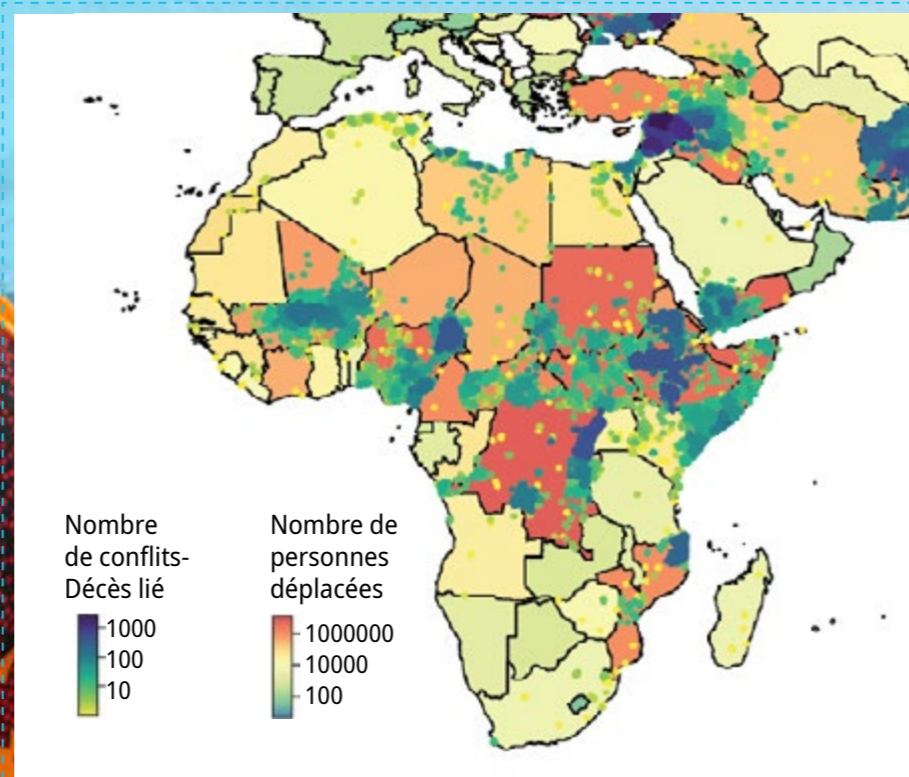 Nombre
de conflits-
Décès lié
1000
100
10
Nombre de
personnes
déplacées
1000000
10000
100